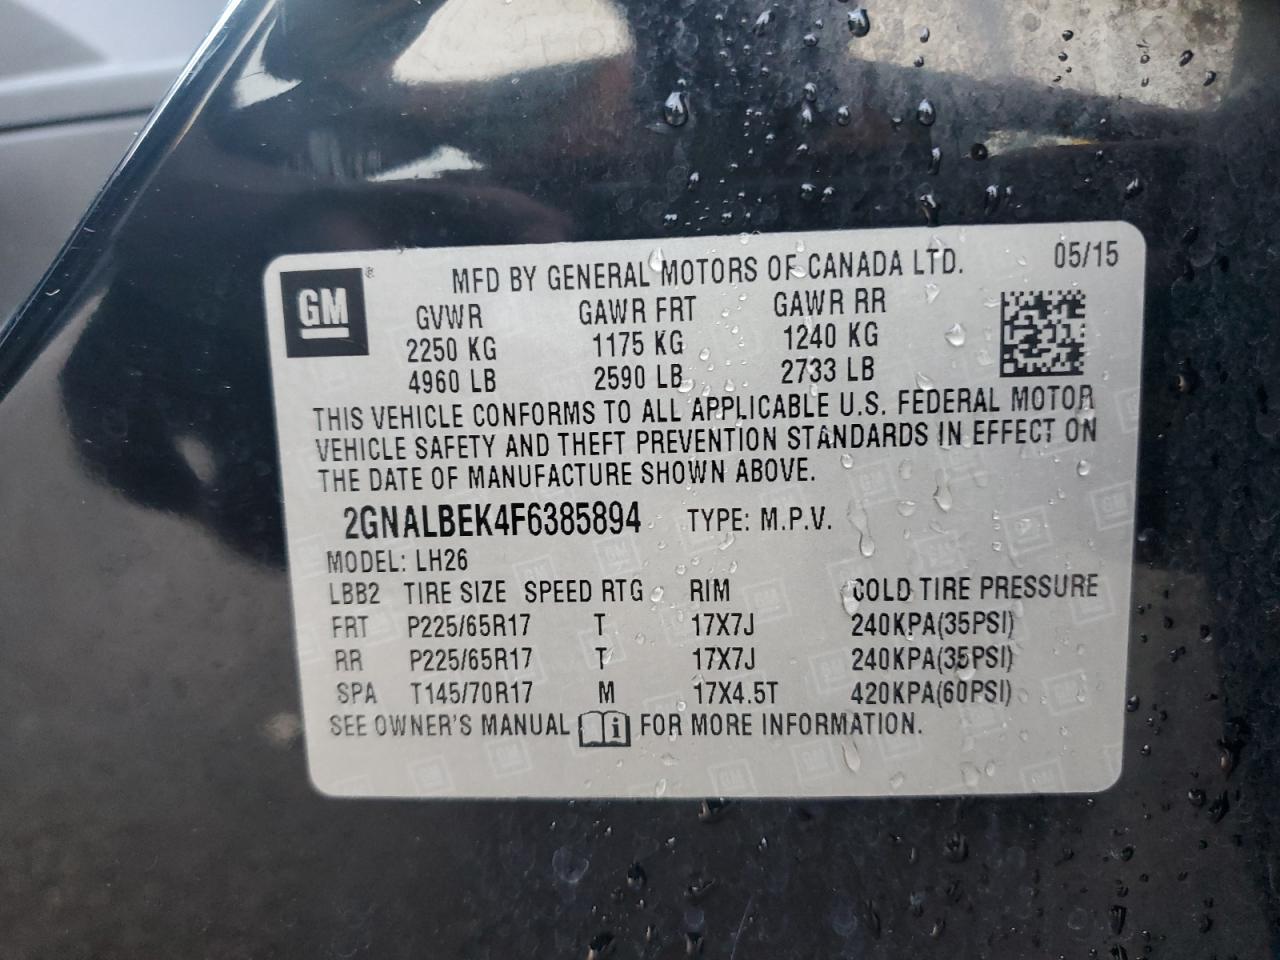 MFD BY GENERAL MOTORS OF CANADA LTD. 05/15
GM ®
GVWR GAWR FRT GAWR RR
2250 KG 1175 KG 1240 KG
4960 LB 2590 LB 2733 LB
THIS VEHICLE CONFORMS TO ALL APPLICABLE U.S. FEDERAL MOTOR
VEHICLE SAFETY AND THEFT PREVENTION STANDARDS IN EFFECT ON
THE DATE OF MANUFACTURE SHOWN ABOVE.
2GNALBEK4F6385894 TYPE: M.P.V.
MODEL: LH26
LBB2 TIRE SIZE SPEED RTG RIM COLD TIRE PRESSURE
FRT P225/65R17 T 17X7J 240KPA(35PSI)
RR P225/65R17 T 17X7J 240KPA(35PSI)
SPA T145/70R17 M 17X4.5T 420KPA(60PSI)
SEE OWNER'S MANUAL i FOR MORE INFORMATION.